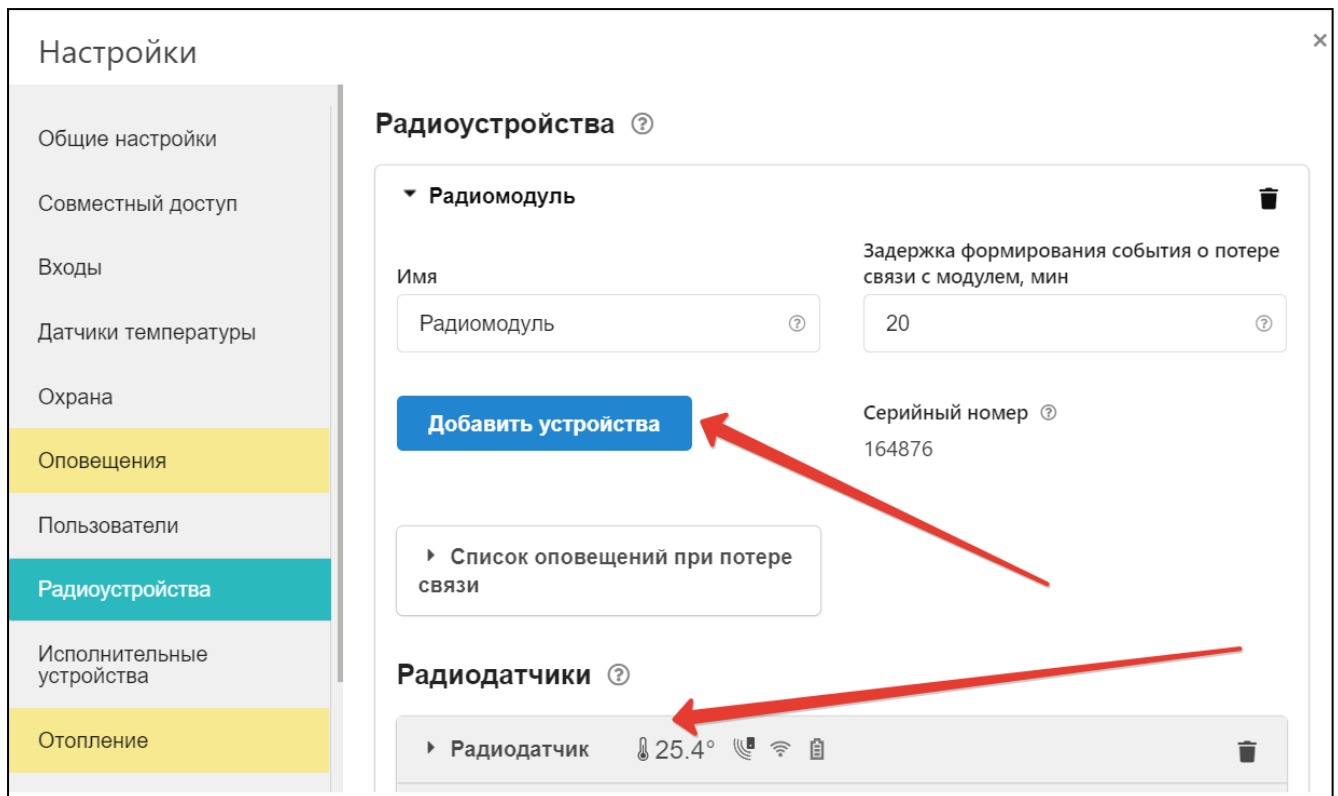 Настройки
Общие настройки
Совместный доступ
Входы
Датчики температуры
Охрана
Оповещения
Пользователи
Радиоустройства
Исполнительные
устройства
Отопление
Радиоустройства
Радиомодуль
Имя
Радиомодуль
Задержка формирования события о потере
связи с модулем, мин
20
Добавить устройства
Серийный номер
164876
Список оповещений при потере
связи
Радиодатчики
Радиодатчик 25.4°